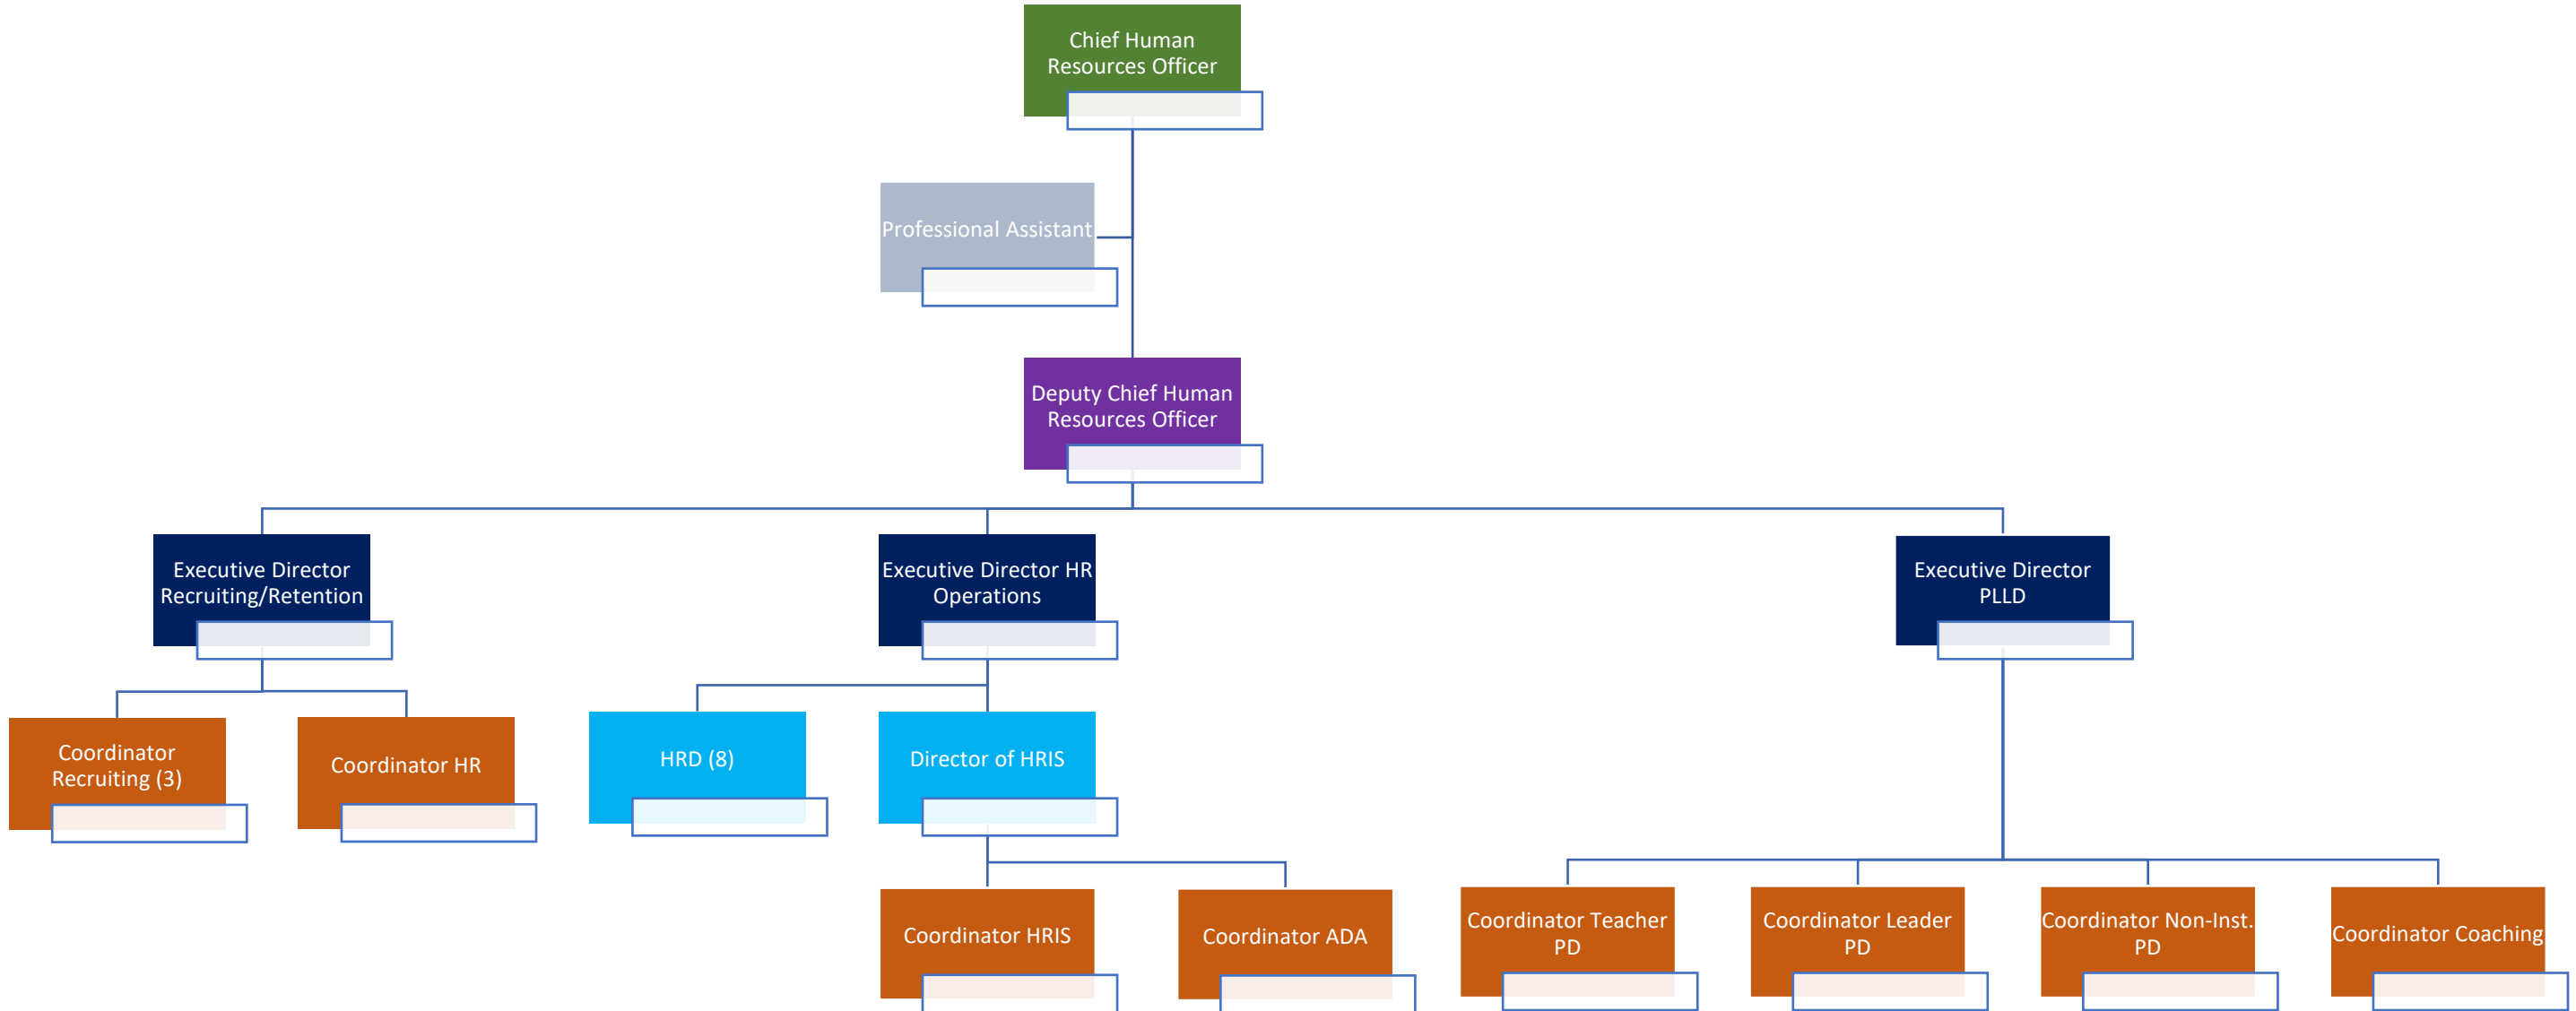 Chief Human
Resources Officer
Professional Assistant
Deputy Chief Human
Resources Officer
Executive Director
Recruiting/Retention
Executive Director HR
Operations
Executive Director
PLLD
Coordinator
Recruiting (3)
Coordinator HR
HRD (8)
Director of HRIS
Coordinator HRIS
Coordinator ADA
Coordinator Teacher
PD
Coordinator Leader
PD
Coordinator Non-Inst.
PD
Coordinator Coaching